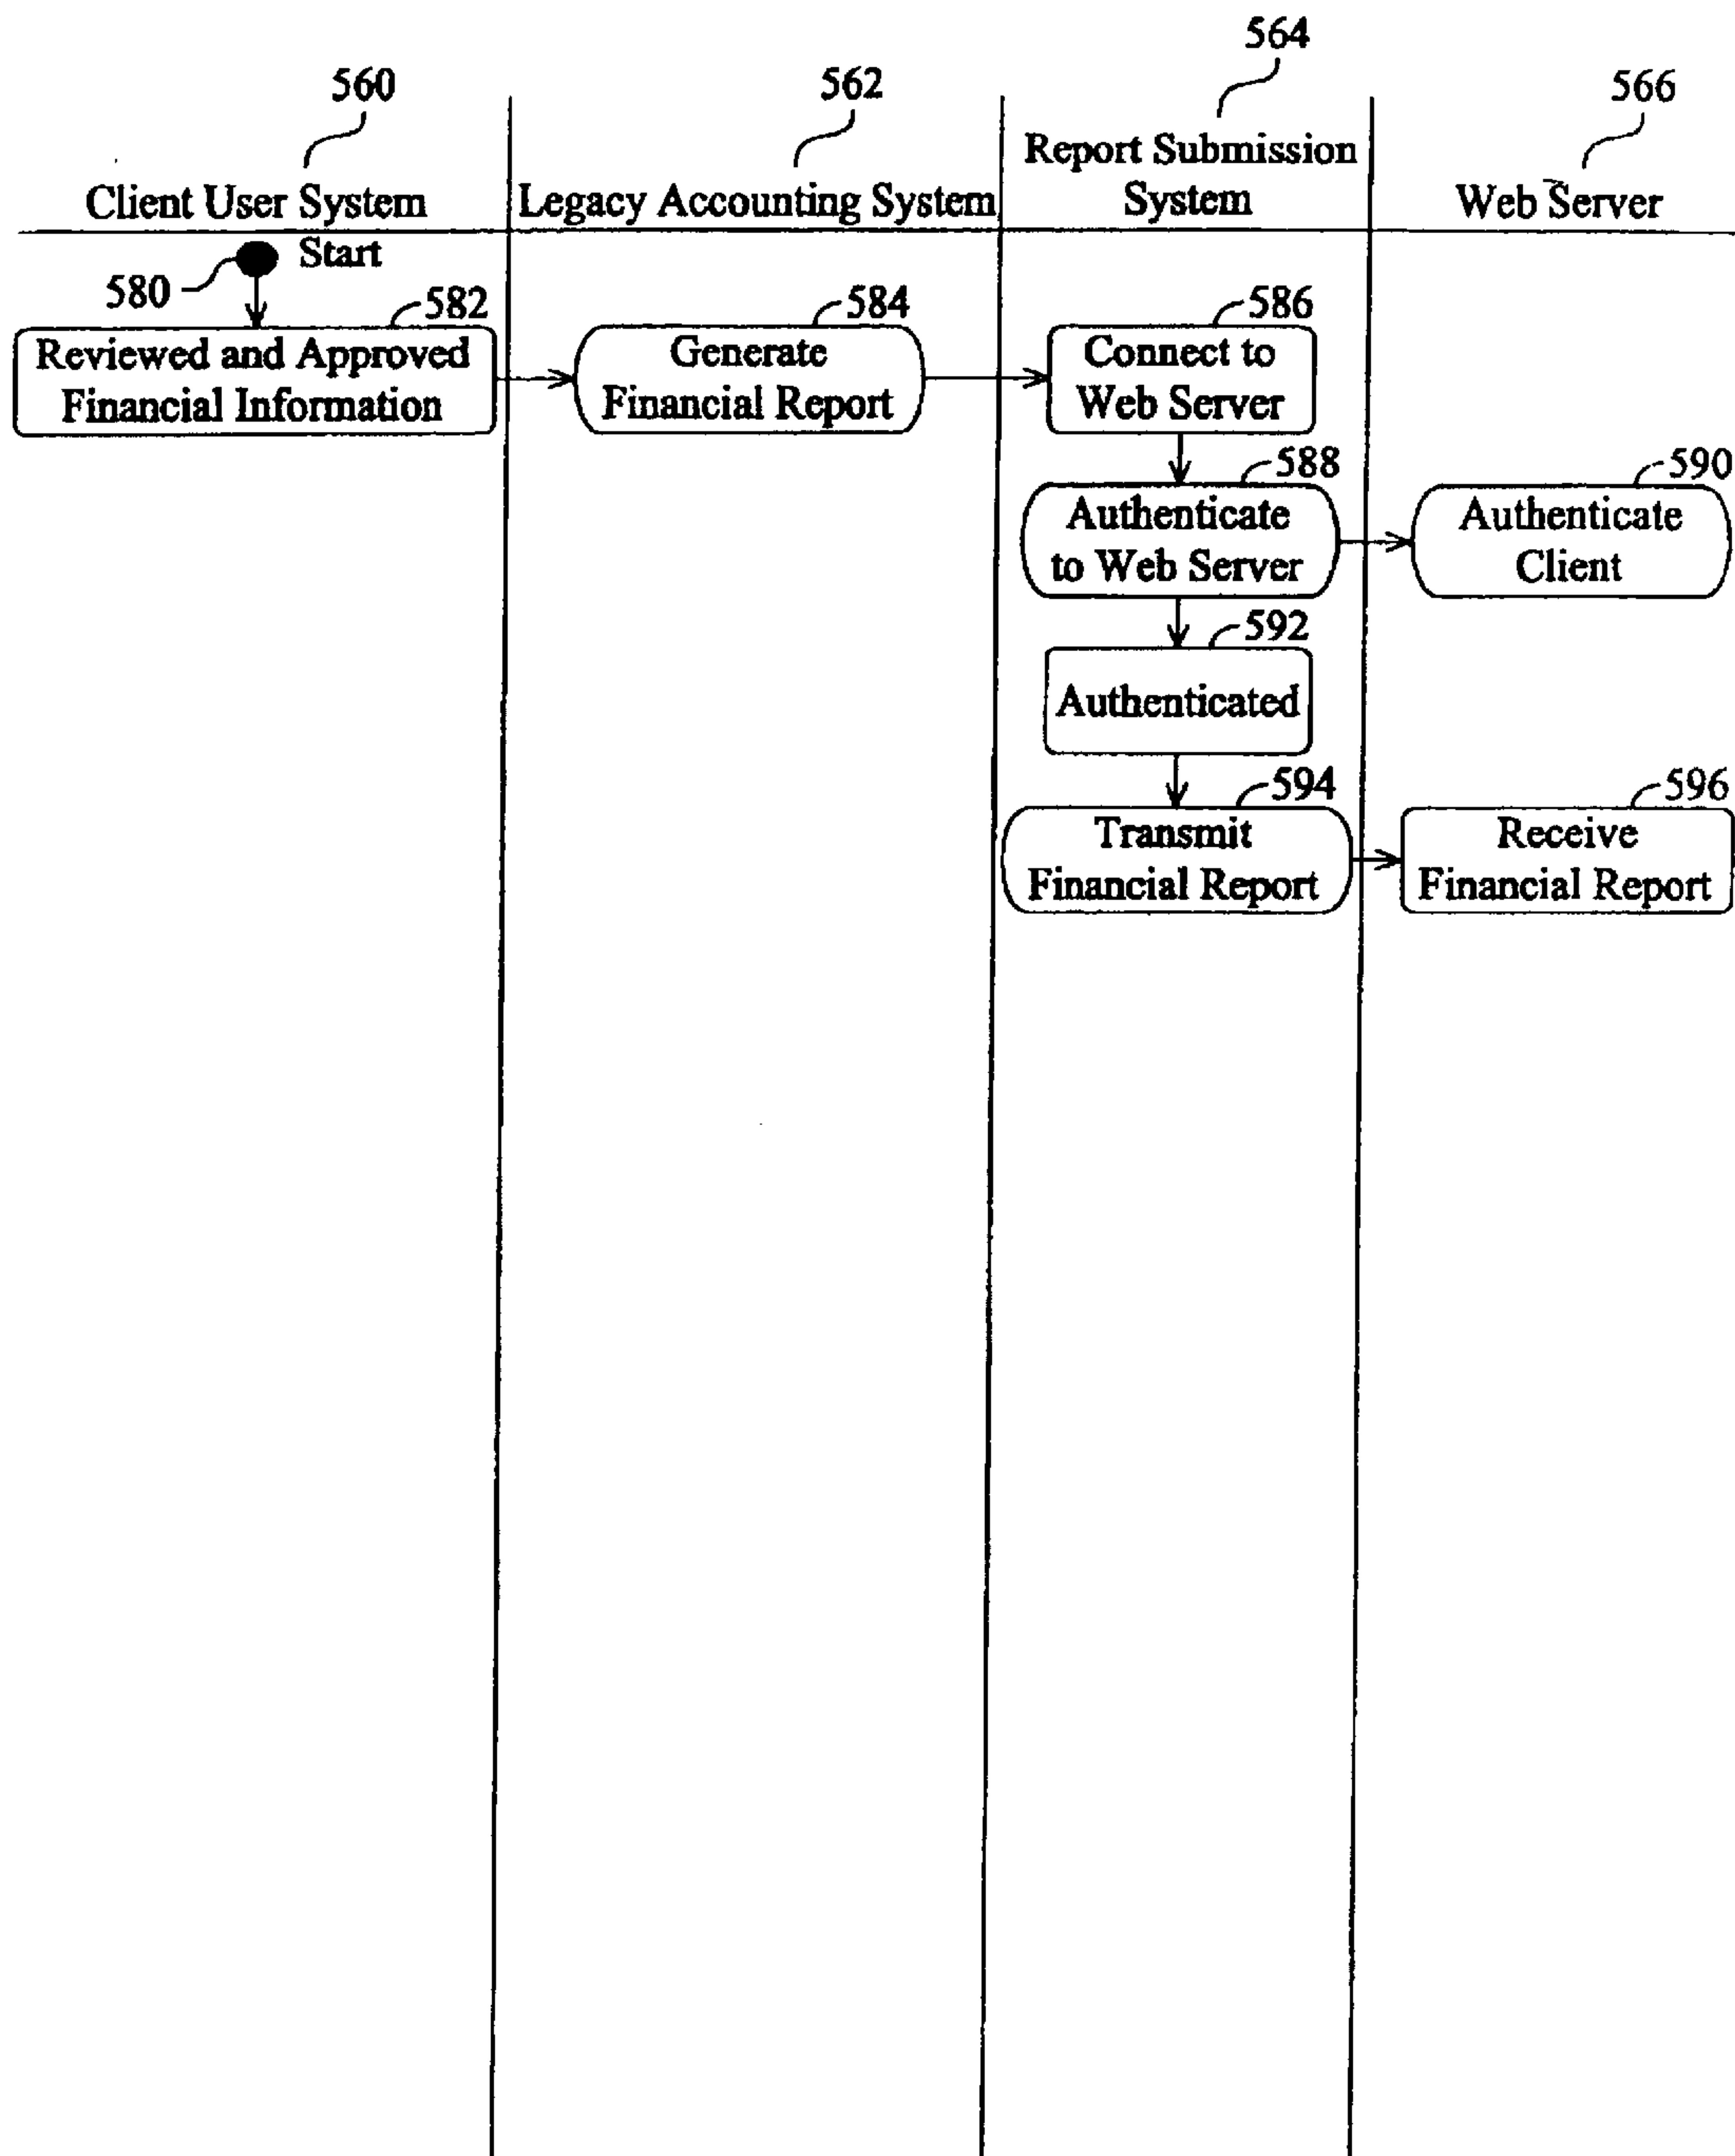 564
560
562
566
Report Submission
System
Client User System
Legacy Accounting System
Web Server
Start
580
582
Reviewed and Approved
Financial Information
584
Generate
Financial Report
586
Connect to
Web Server
588
Authenticate
to Web Server
590
Authenticate
Client
592
Authenticated
594
Transmit
Financial Report
596
Receive
Financial Report